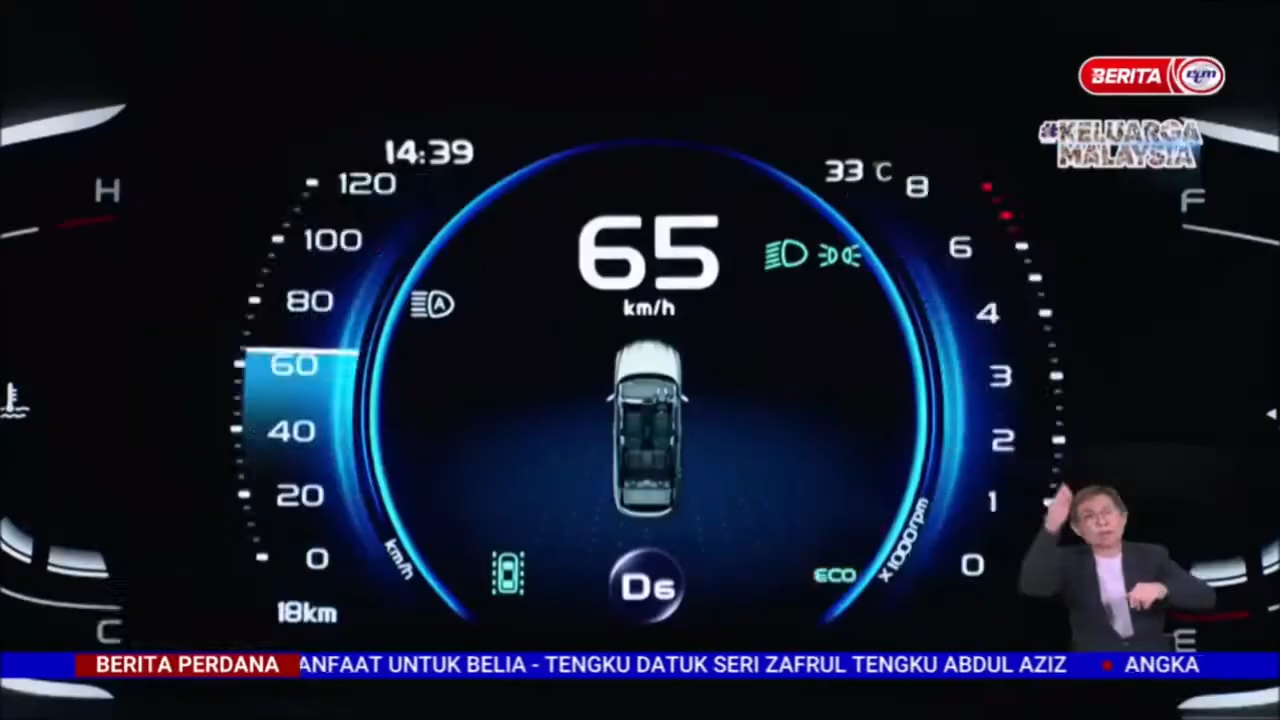 BERITA rtm
#KELUARGA
MALAYSIA
14:39
33 °C
H
F
120
100
80
60
40
20
0
km/h
18km
65
km/h
A
8
6
4
3
2
1
0
x1000rpm
ECO
D6
C
E
BERITA PERDANA ANFAAT UNTUK BELIA - TENGKU DATUK SERI ZAFRUL TENGKU ABDUL AZIZ • ANGKA